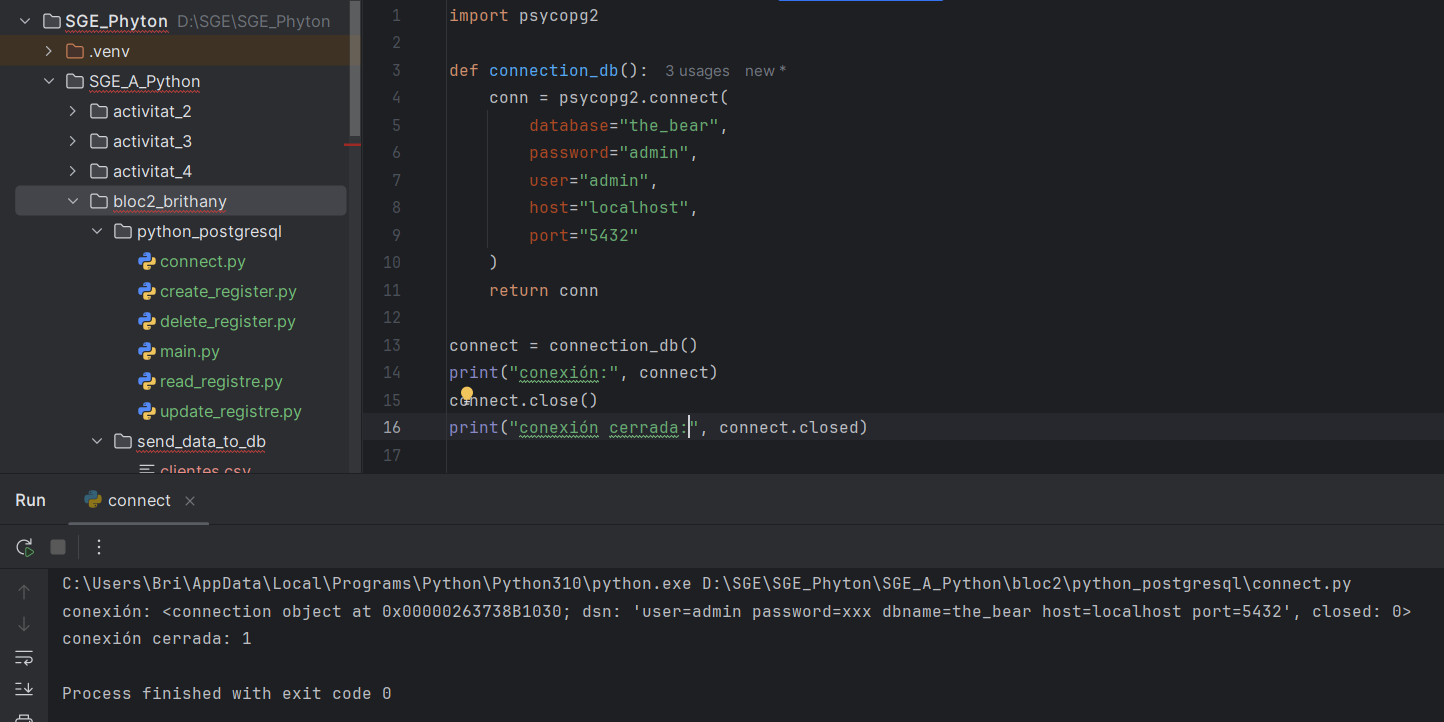 SGE_Phyton D:\SGE\SGE_Phyton
.venv
SGE_A_Python
activitat_2
activitat_3
activitat_4
bloc2_brithany
python_postgresql
connect.py
create_register.py
delete_register.py
main.py
read_registre.py
update_registre.py
send_data_to_db
clientes.csv
1 import psycopg2
2
3 def connection_db(): 3 usages new *
4 conn = psycopg2.connect(
5 database="the_bear",
6 password="admin",
7 user="admin",
8 host="localhost",
9 port="5432"
10 )
11 return conn
12
13 connect = connection_db()
14 print("conexión:", connect)
15 connect.close()
16 print("conexión cerrada:", connect.closed)
17
Run connect
C:\Users\Bri\AppData\Local\Programs\Python\Python310\python.exe D:\SGE\SGE_Phyton\SGE_A_Python\bloc2\python_postgresql\connect.py
conexión: <connection object at 0x00000263738B1030; dsn: 'user=admin password=xxx dbname=the_bear host=localhost port=5432', closed: 0>
conexión cerrada: 1
Process finished with exit code 0